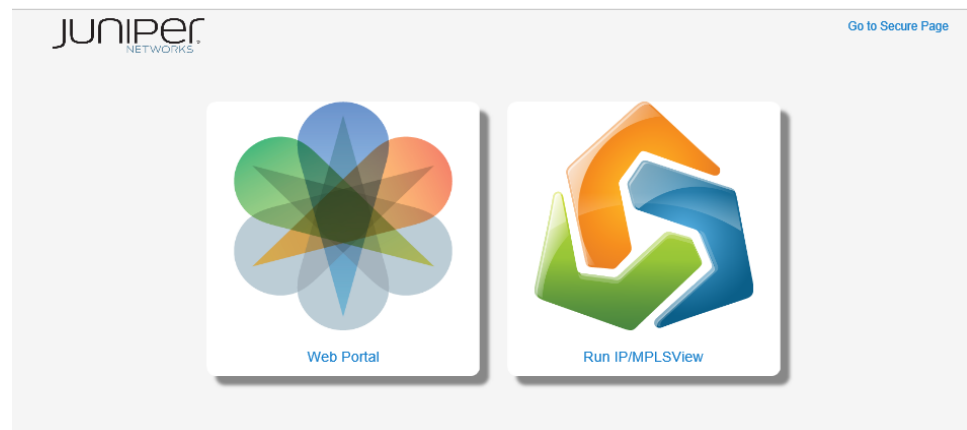 JUNIPER
NETWORKS
Go to Secure Page
Web Portal
Run IP/MPLSView